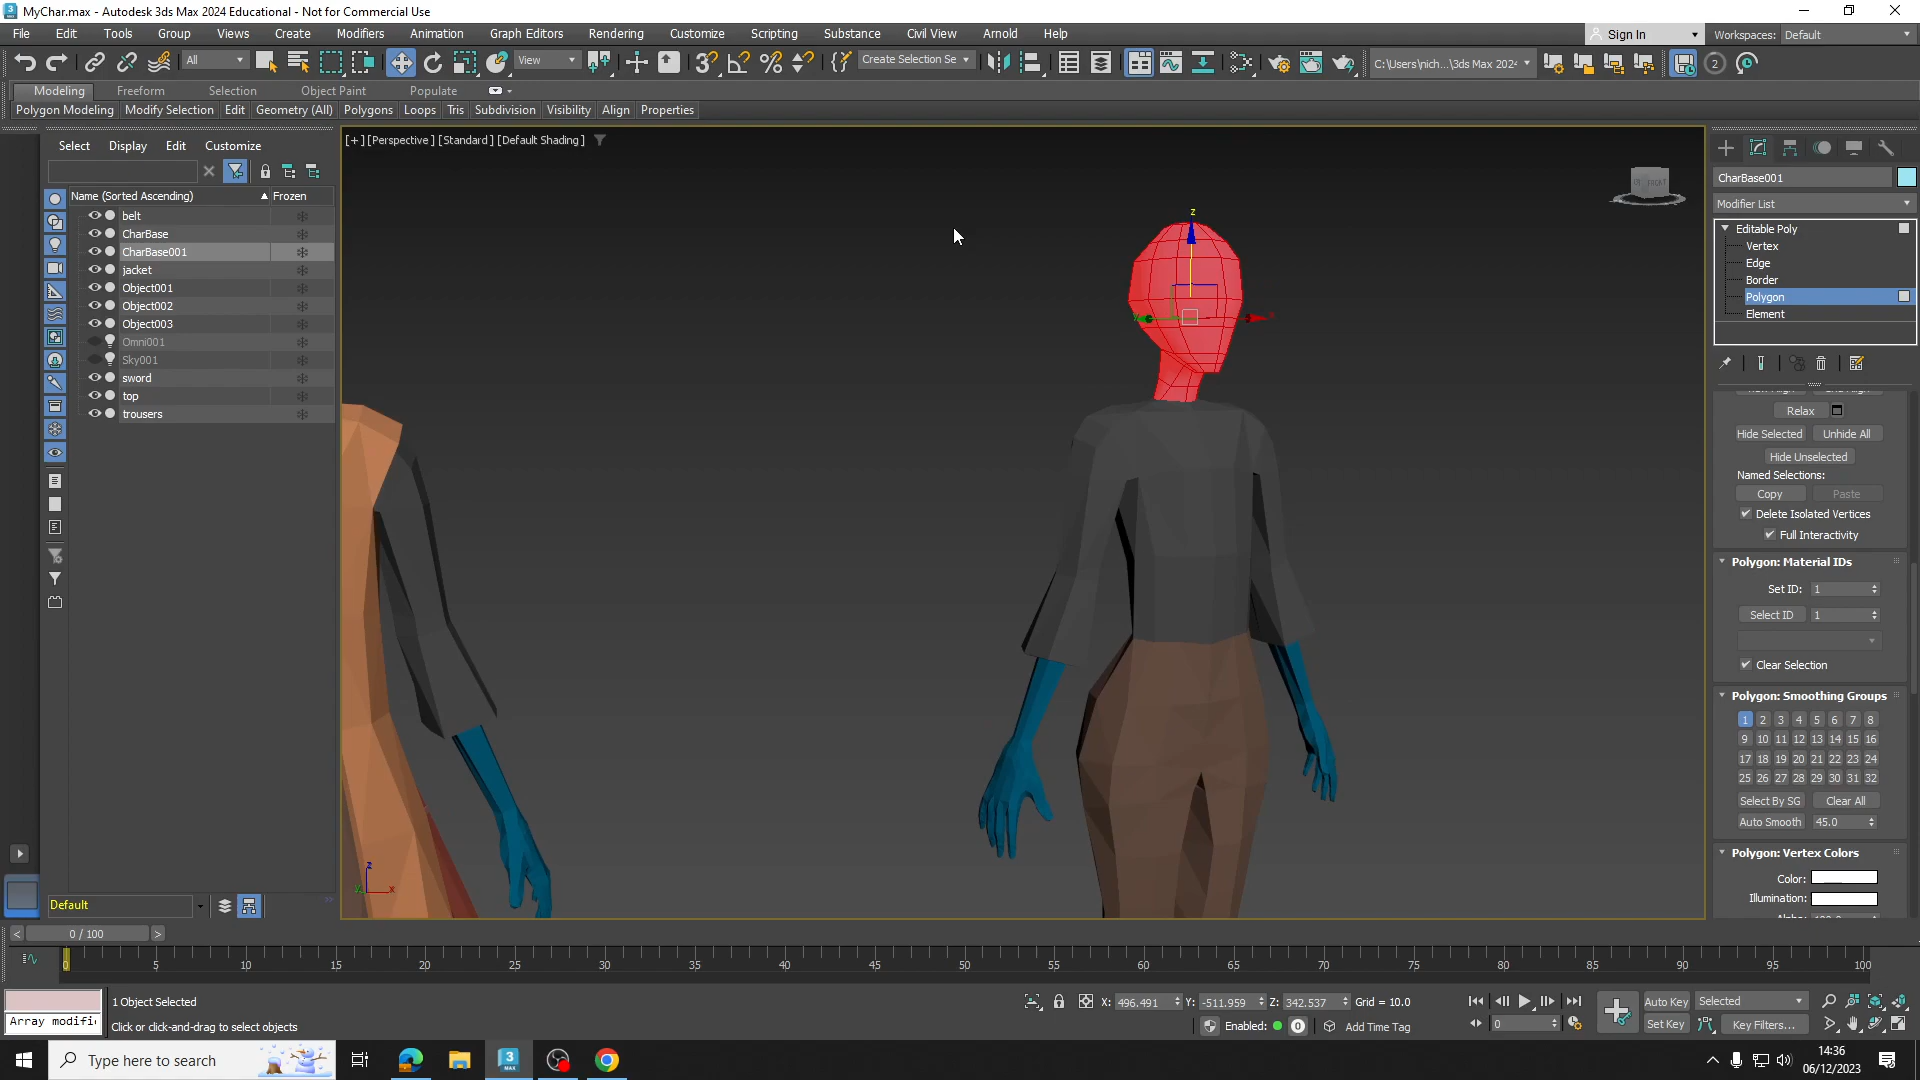 MyChar.max - Autodesk 3ds Max 2024 Educational - Not for Commercial Use
File Edit Tools Group Views Create Modifiers Animation Graph Editors Rendering Customize Scripting Substance Civil View Arnold Help Sign In Workspaces: Default
All View Create Selection Se C:\Users\nich...\3ds Max 2024 2
Modeling Freeform Selection Object Paint Populate
Polygon Modeling Modify Selection Edit Geometry (All) Polygons Loops Tris Subdivision Visibility Align Properties
Select Display Edit Customize
[+] [Perspective] [Standard] [Default Shading]
Name (Sorted Ascending) Frozen
belt
CharBase
CharBase001
jacket
Object001
Object002
Object003
Omni001
Sky001
sword
top
trousers
z
FRONT
z
x
CharBase001
Modifier List
Editable Poly
Vertex
Edge
Border
Polygon
Element
Relax
Hide Selected Unhide All
Hide Unselected
Named Selections:
Copy Paste
Delete Isolated Vertices
Full Interactivity
Polygon: Material IDs
Set ID: 1
Select ID 1
Clear Selection
Polygon: Smoothing Groups
1 2 3 4 5 6 7 8
9 10 11 12 13 14 15 16
17 18 19 20 21 22 23 24
25 26 27 28 29 30 31 32
Select By SG Clear All
Auto Smooth 45.0
Polygon: Vertex Colors
Color:
Illumination:
Default
< 0 / 100 >
0 5 10 15 20 25 30 35 40 45 50 55 60 65 70 75 80 85 90 95 100
1 Object Selected
Array modifi
Click or click-and-drag to select objects
X: 496.491 Y: -511.959 Z: 342.537 Grid = 10.0
Enabled: 0 Add Time Tag
Auto Key Selected
0 Set Key Key Filters...
Type here to search
3
MAX
14:36
06/12/2023